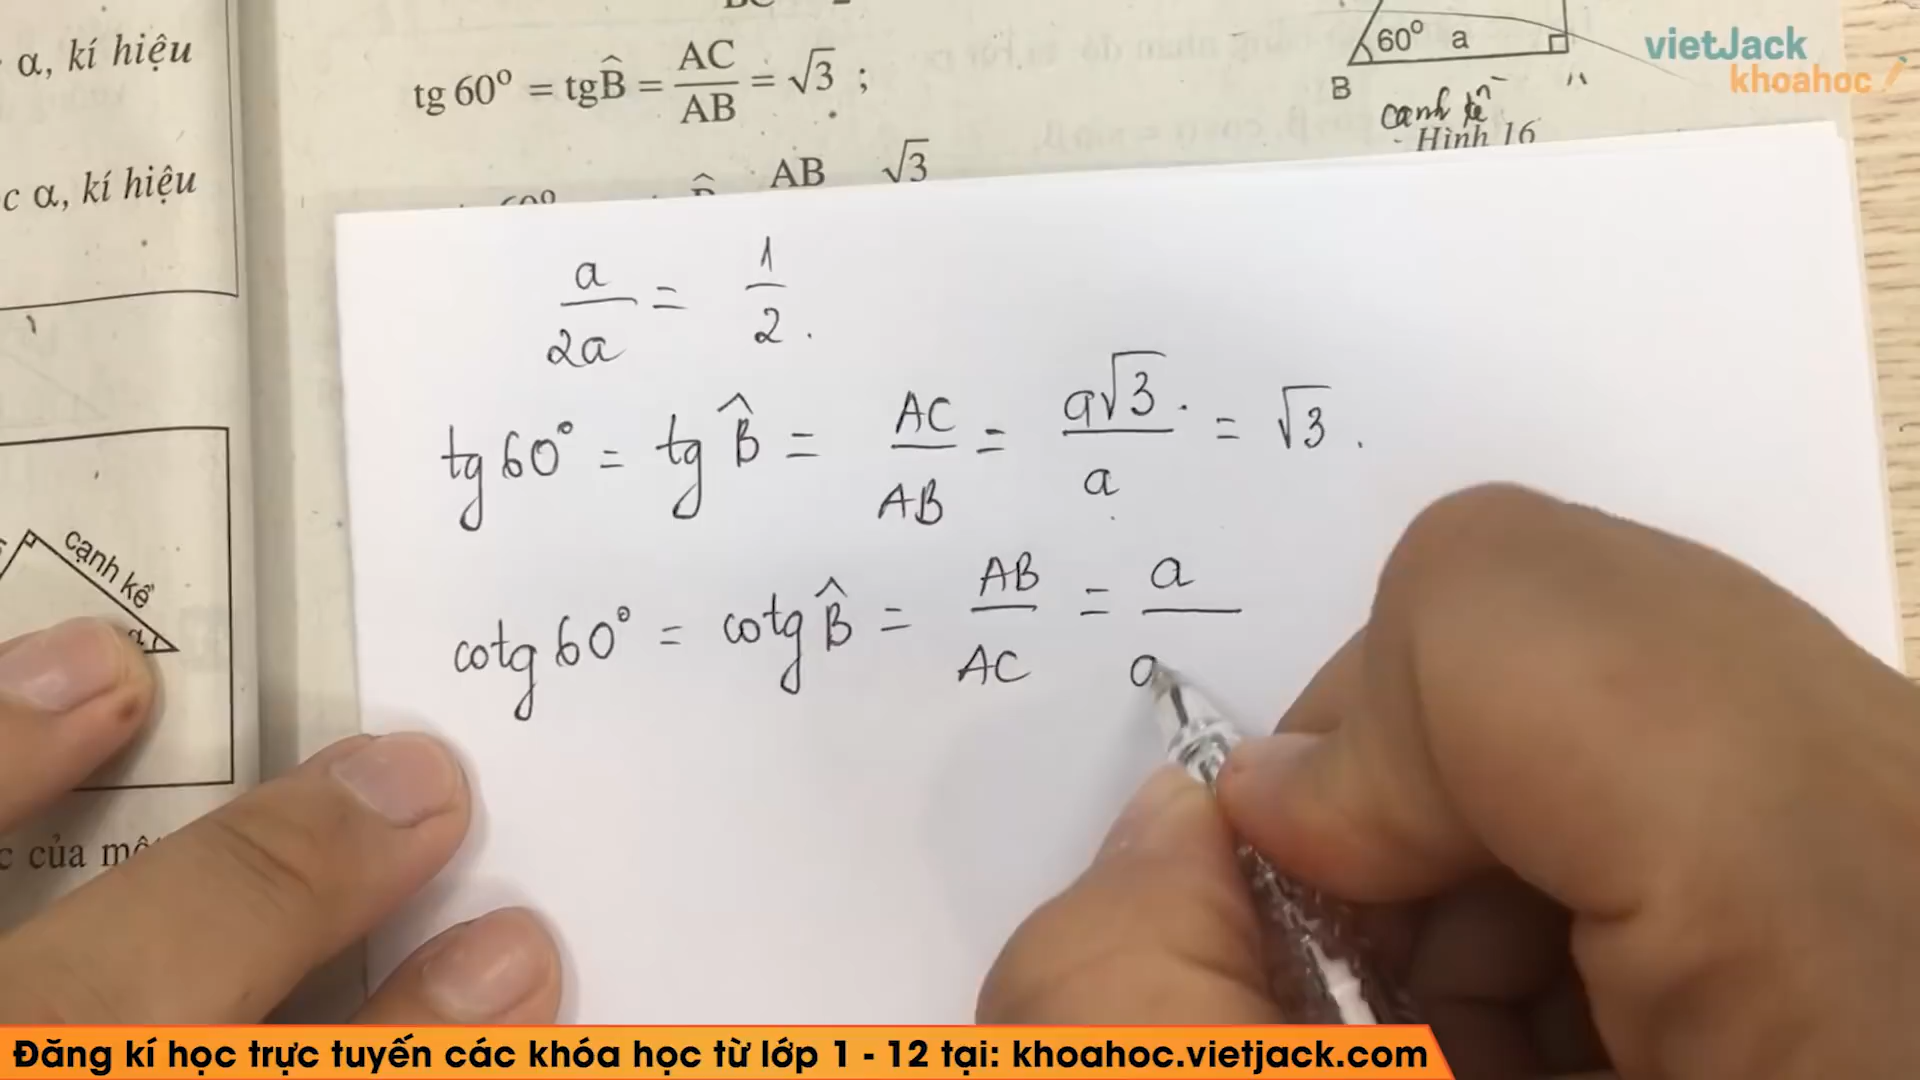 α, kí hiệu
c α, kí hiệu
tg 60° = tgB̂ = AC/AB = √3 ;
AB √3
60° a
B
cạnh kề
Hình 16
vietJack
khoahoc
a/2a = 1/2 .
tg 60° = tg B̂ = AC/AB = a√3/a = √3 .
cotg 60° = cotg B̂ = AB/AC = a/a
cạnh kề
α
c của
Đăng kí học trực tuyến các khóa học từ lớp 1 - 12 tại: khoahoc.vietjack.com